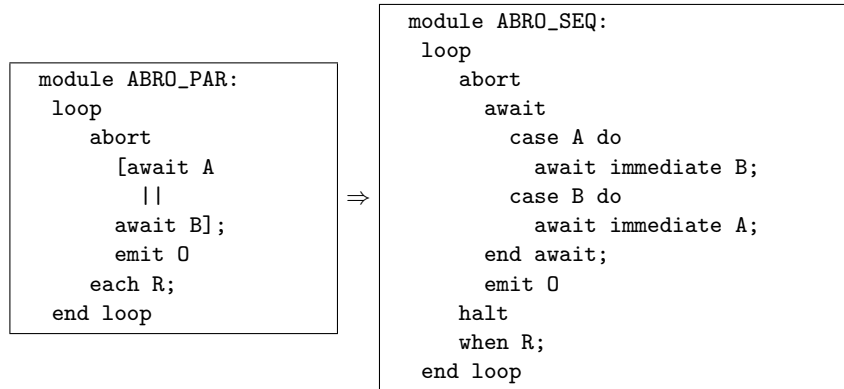 module ABRO_PAR:
loop
abort
[await A
||
await B];
emit O
each R;
end loop
⇒
module ABRO_SEQ:
loop
abort
await
case A do
await immediate B;
case B do
await immediate A;
end await;
emit O
halt
when R;
end loop